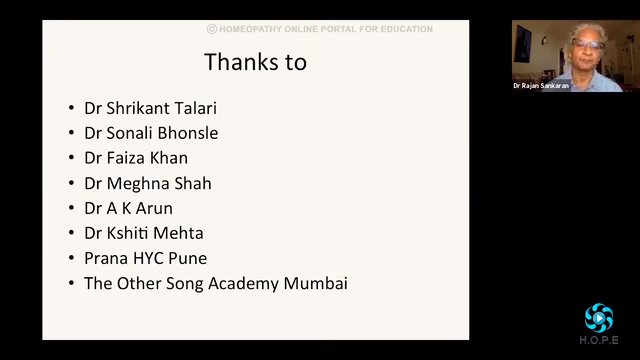 © HOMEOPATHY ONLINE PORTAL FOR EDUCATION
Thanks to
• Dr Shrikant Talari
• Dr Sonali Bhonsle
• Dr Faiza Khan
• Dr Meghna Shah
• Dr A K Arun
• Dr Kshiti Mehta
• Prana HYC Pune
• The Other Song Academy Mumbai
Dr Rajan Sankaran
H.O.P.E